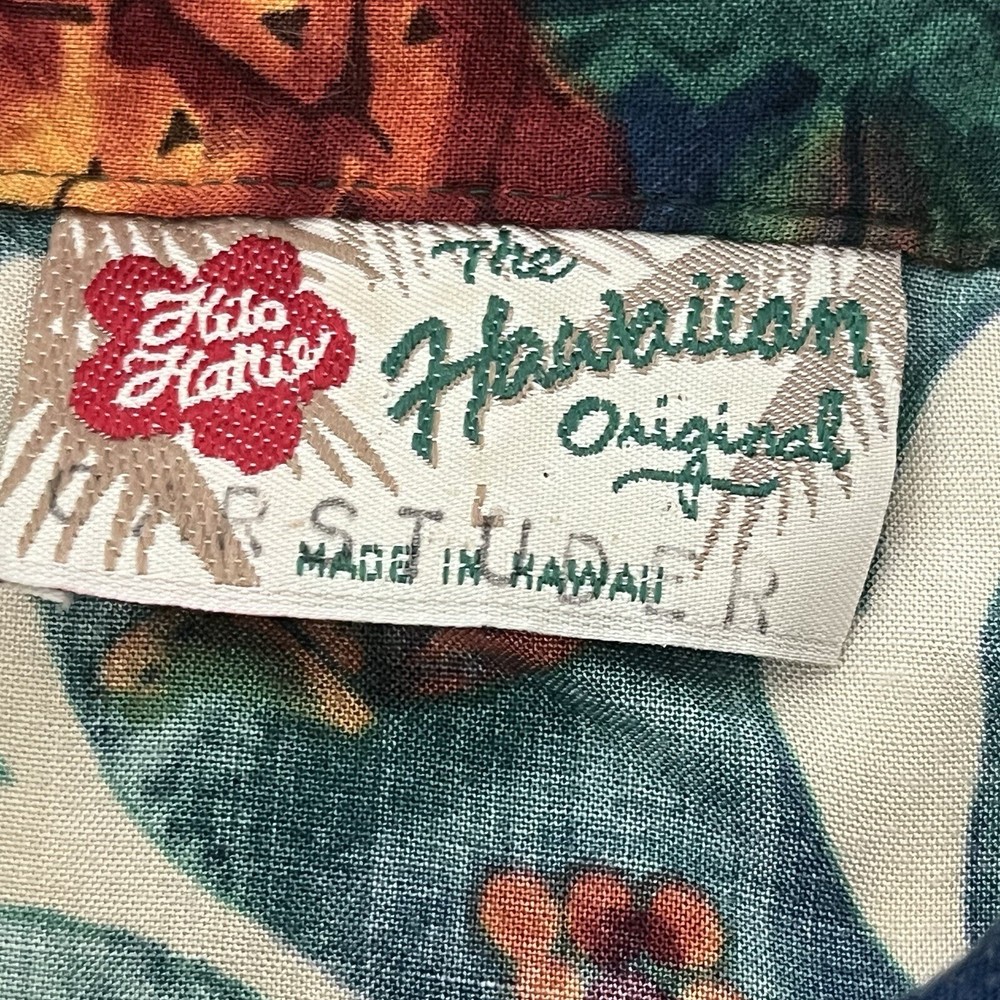 Hilo
Hattie
The
Hawaiian
Original
MADE IN HAWAII